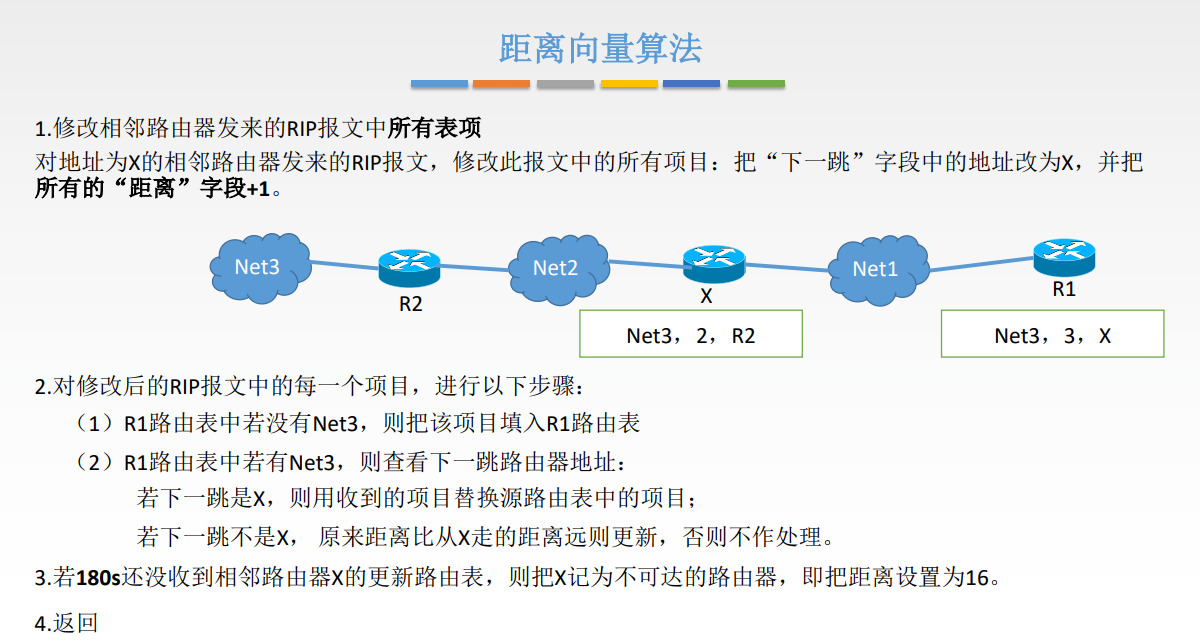 距离向量算法
1.修改相邻路由器发来的RIP报文中所有表项
对地址为X的相邻路由器发来的RIP报文，修改此报文中的所有项目：把“下一跳”字段中的地址改为X，并把
所有的“距离”字段+1。
Net3
Net2
Net1
R2
X
R1
Net3，2，R2
Net3，3，X
2.对修改后的RIP报文中的每一个项目，进行以下步骤：
（1）R1路由表中若没有Net3，则把该项目填入R1路由表
（2）R1路由表中若有Net3，则查看下一跳路由器地址：
若下一跳是X，则用收到的项目替换源路由表中的项目；
若下一跳不是X， 原来距离比从X走的距离远则更新，否则不作处理。
3.若180s还没收到相邻路由器X的更新路由表，则把X记为不可达的路由器，即把距离设置为16。
4.返回